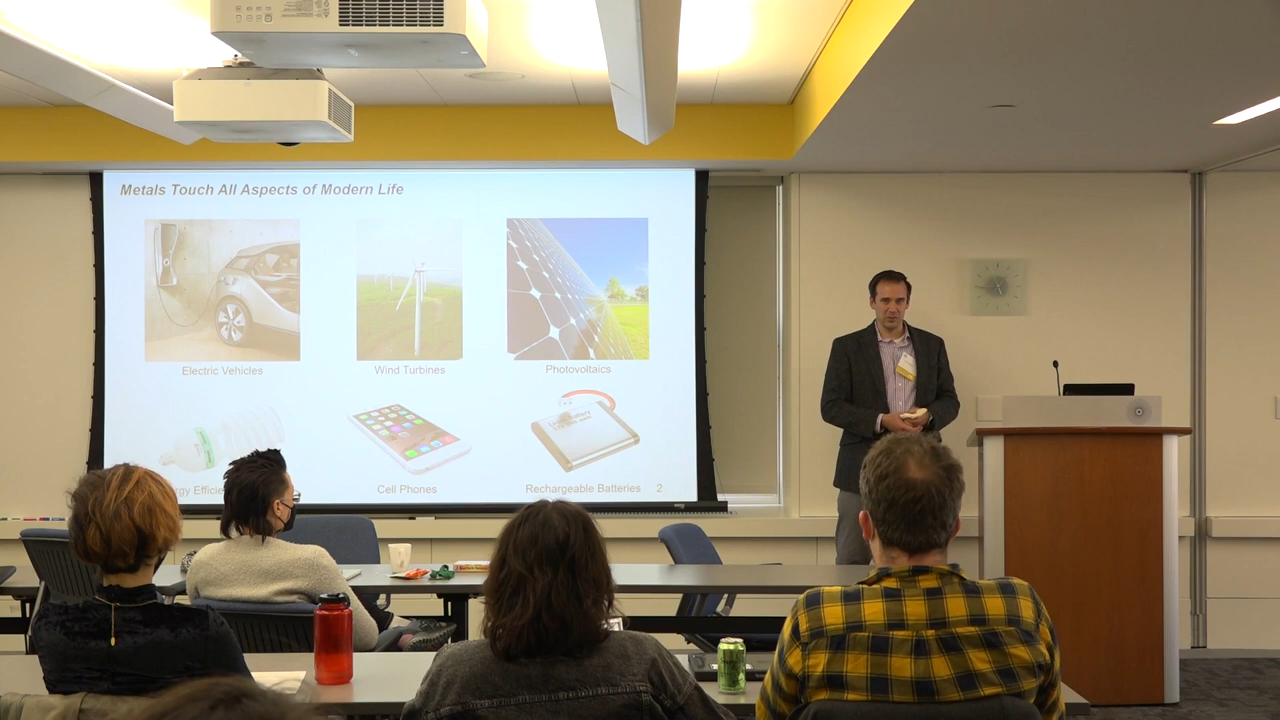 Metals Touch All Aspects of Modern Life
Electric Vehicles
Wind Turbines
Photovoltaics
Cell Phones
Rechargeable Batteries
2